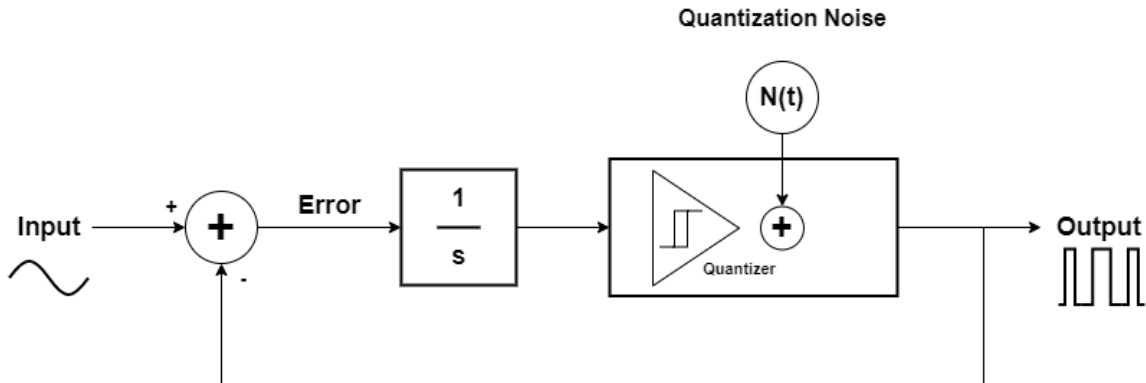 Quantization Noise
N(t)
+
Error
1
s
Input
+
-
Quantizer
+
Output